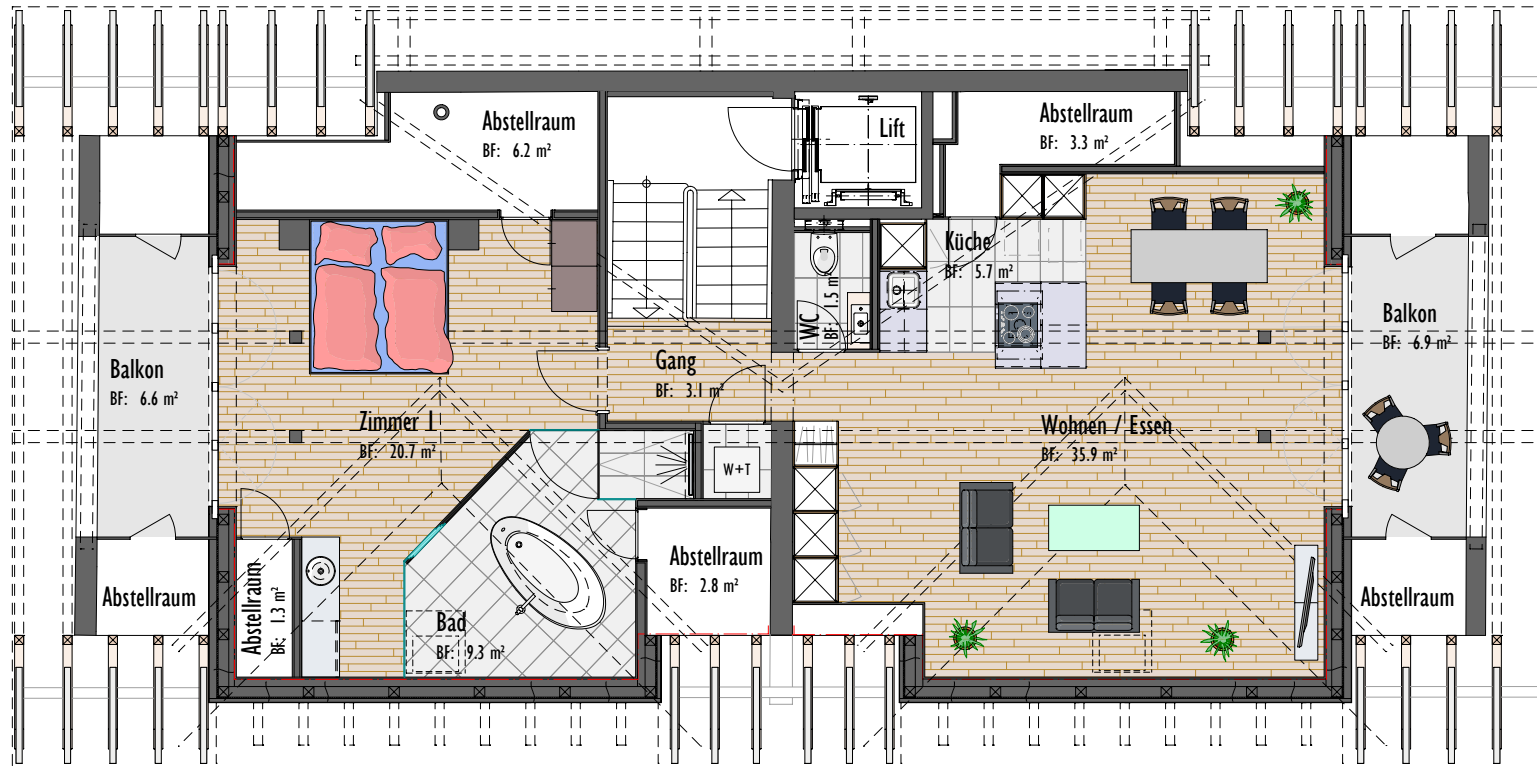 Abstellraum
BF: 6.2 m²
Lift
Abstellraum
BF: 3.3 m²
Küche
BF: 5.7 m²
WC
BF: 1.5 m²
Balkon
BF: 6.9 m²
Balkon
BF: 6.6 m²
Gang
BF: 3.1 m²
Zimmer 1
BF: 20.7 m²
Wohnen / Essen
BF: 35.9 m²
W+T
Abstellraum
BF: 2.8 m²
Abstellraum
Abstellraum
BF: 1.3 m²
Bad
BF: 9.3 m²
Abstellraum